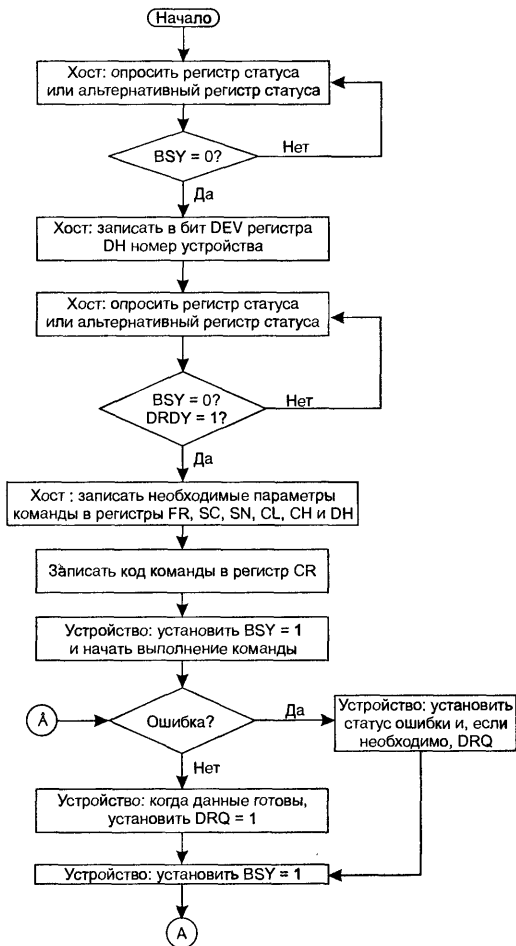 Начало
Хост: опросить регистр статуса
или альтернативный регистр статуса
BSY = 0?
Нет
Да
Хост: записать в бит DEV регистра
DH номер устройства
Хост: опросить регистр статуса
или альтернативный регистр статуса
BSY = 0?
DRDY = 1?
Нет
Да
Хост : записать необходимые параметры
команды в регистры FR, SC, SN, CL, CH и DH
Записать код команды в регистр CR
Устройство: установить BSY = 1
и начать выполнение команды
А
Ошибка?
Да
Устройство: установить
статус ошибки и, если
необходимо, DRQ
Нет
Устройство: когда данные готовы,
установить DRQ = 1
Устройство: установить BSY = 1
А